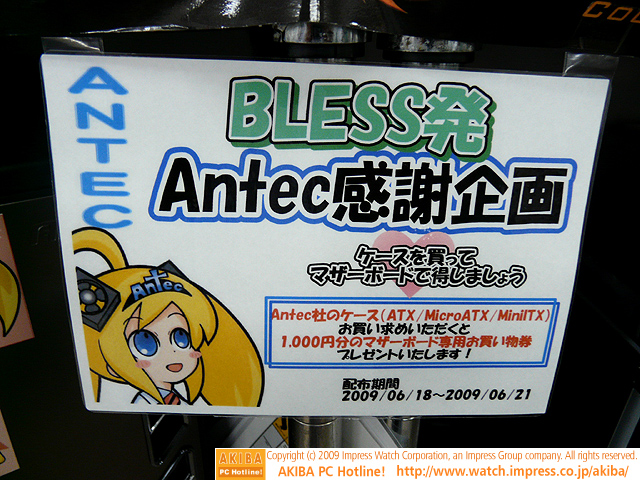 ANTEC
BLESS発
Antec感謝企画
ケースを買って
マザーボードで得しましょう
Antec
Antec社のケース(ATX/MicroATX/MiniITX)
お買い求めいただくと
1.000円分のマザーボード専用お買い物券
プレゼントいたします!
配布期間
2009/06/18〜2009/06/21
AKIBA
PC Hotline!
Copyright (c) 2009 Impress Watch Corporation, an Impress Group company. All rights reserved.
AKIBA PC Hotline! http://www.watch.impress.co.jp/akiba/